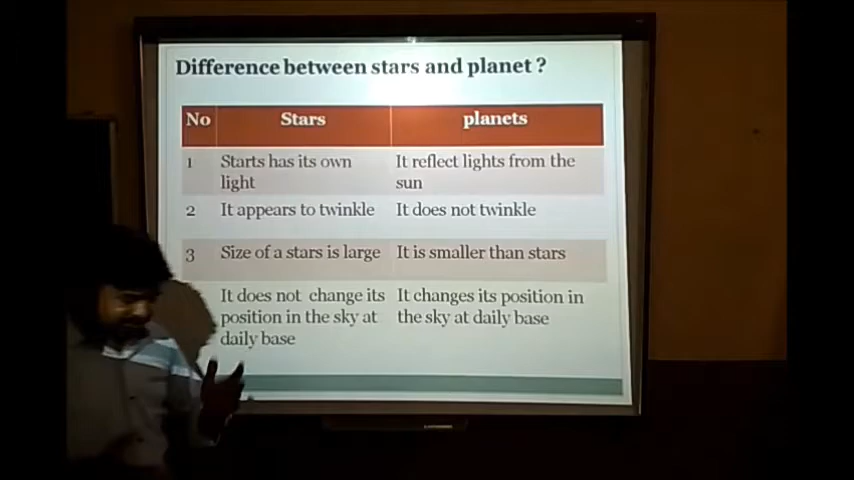 Difference between stars and planet ?
No Stars planets
1 Starts has its own It reflect lights from the
light sun
2 It appears to twinkle It does not twinkle
3 Size of a stars is large It is smaller than stars
It does not change its It changes its position in
position in the sky at the sky at daily base
daily base